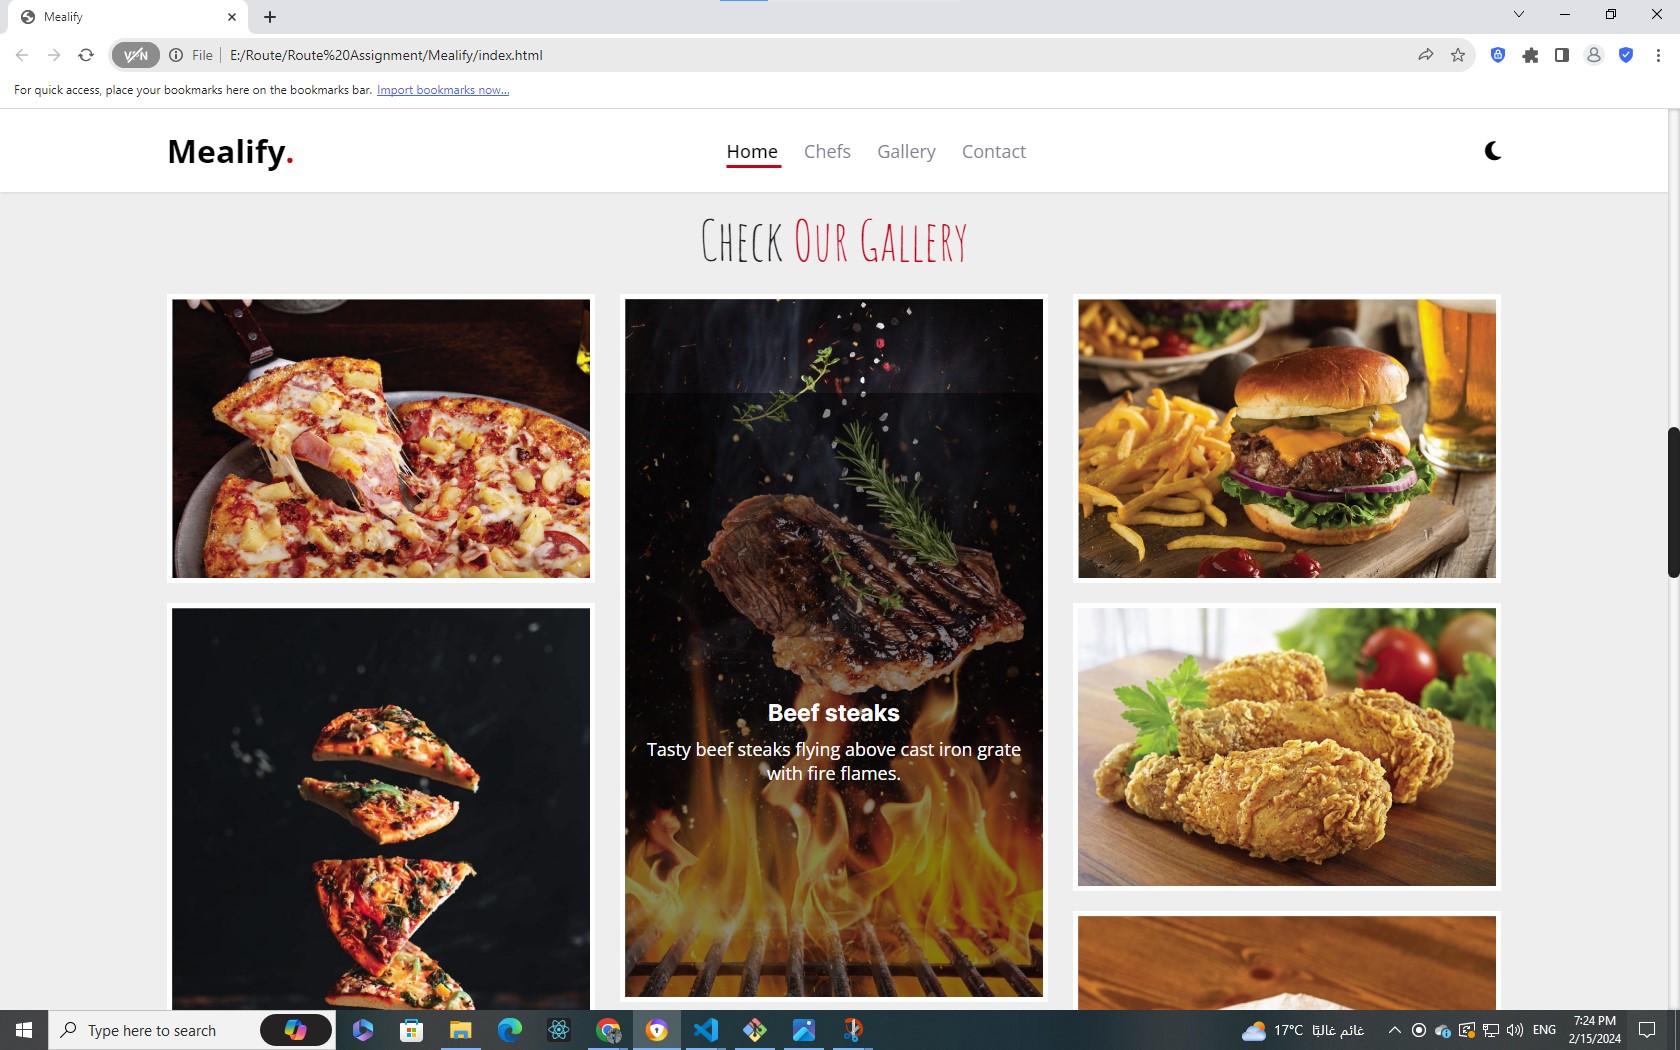 Mealify
VPN
File
E:/Route/Route%20Assignment/Mealify/index.html
For quick access, place your bookmarks here on the bookmarks bar. Import bookmarks now...
Mealify.
Home Chefs Gallery Contact
Check Our Gallery
Beef steaks
Tasty beef steaks flying above cast iron grate
with fire flames.
Type here to search
17°C غائم غالبًا
ENG
7:24 PM
2/15/2024